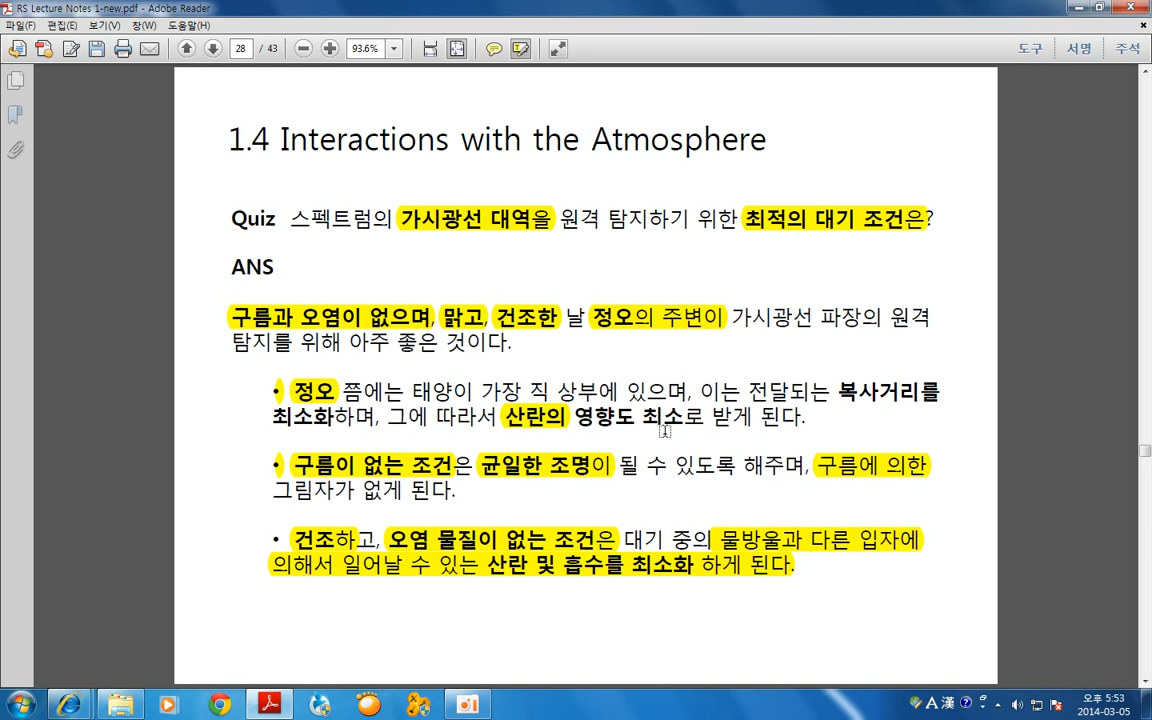 RS Lecture Notes 1-new.pdf - Adobe Reader
파일(F) 편집(E) 보기(V) 창(W) 도움말(H)
28 / 43 93.6% 도구 서명 주석
1.4 Interactions with the Atmosphere
Quiz 스펙트럼의 가시광선 대역을 원격 탐지하기 위한 최적의 대기 조건은?
ANS
구름과 오염이 없으며, 맑고, 건조한 날 정오의 주변이 가시광선 파장의 원격
탐지를 위해 아주 좋은 것이다.
• 정오 쯤에는 태양이 가장 직 상부에 있으며, 이는 전달되는 복사거리를
최소화하며, 그에 따라서 산란의 영향도 최소로 받게 된다.
• 구름이 없는 조건은 균일한 조명이 될 수 있도록 해주며, 구름에 의한
그림자가 없게 된다.
• 건조하고, 오염 물질이 없는 조건은 대기 중의 물방울과 다른 입자에
의해서 일어날 수 있는 산란 및 흡수를 최소화 하게 된다.
A 漢 오후 5:53
2014-03-05